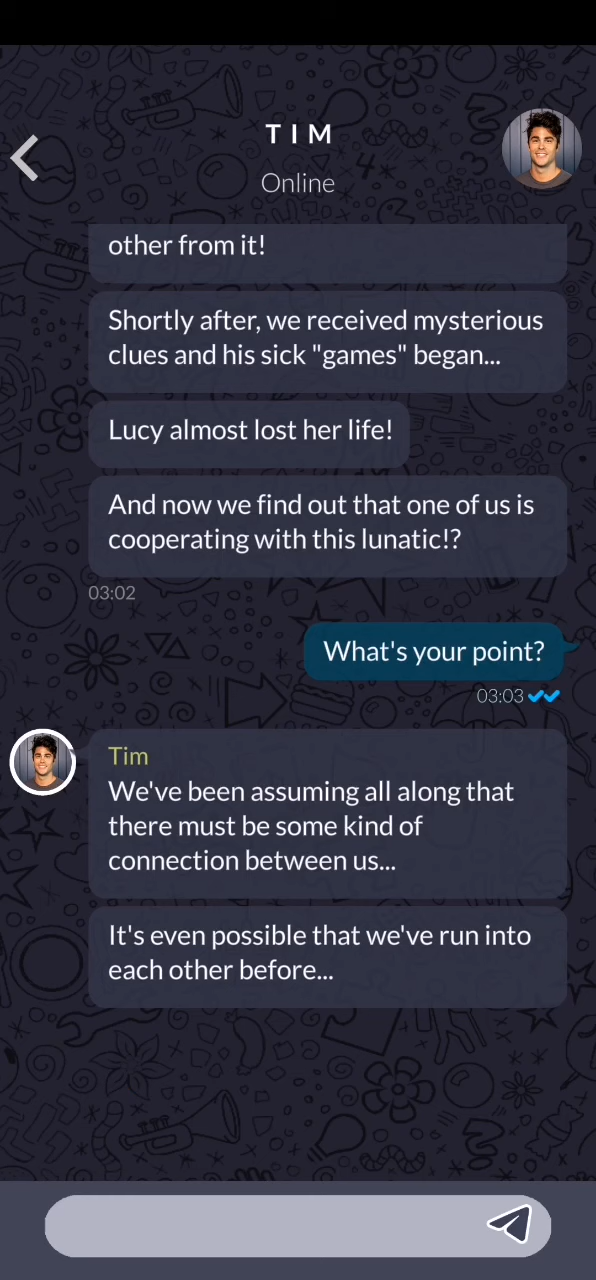 TIM
Online
other from it!
Shortly after, we received mysterious
clues and his sick "games" began...
Lucy almost lost her life!
And now we find out that one of us is
cooperating with this lunatic!?
03:02
What's your point?
03:03
Tim
We've been assuming all along that
there must be some kind of
connection between us...
It's even possible that we've run into
each other before...